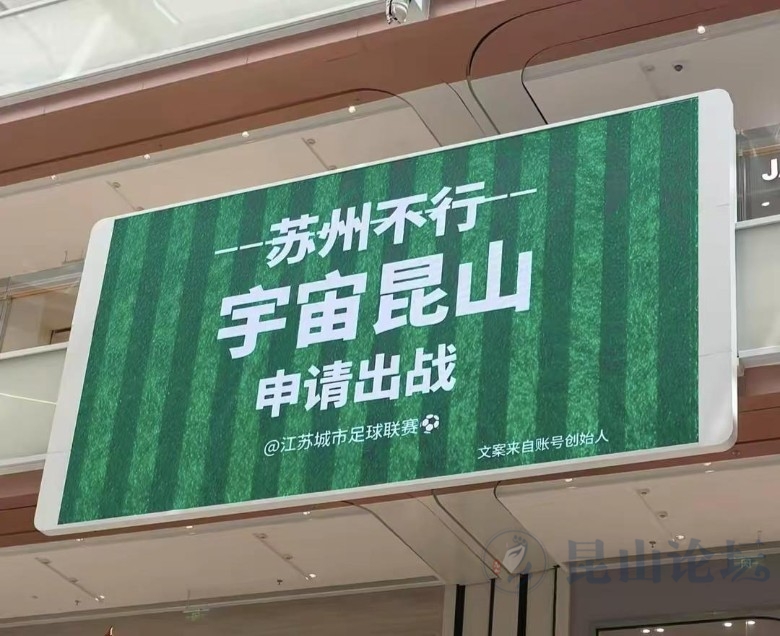 苏州不行
宇宙昆山
申请出战
@江苏城市足球联赛⚽
文案来自账号创始人
昆山论坛